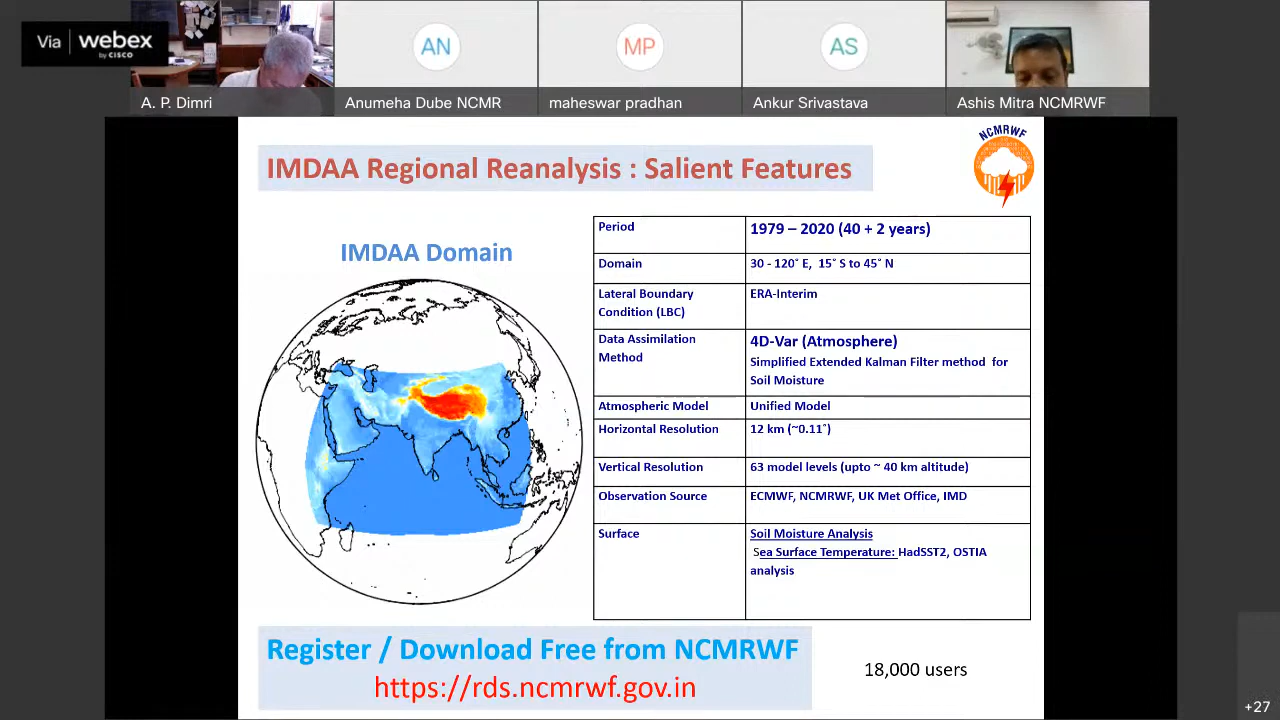 Via webex
by CISCO
AN
MP
AS
A. P. Dimri
Anumeha Dube NCMR
maheswar pradhan
Ankur Srivastava
Ashis Mitra NCMRWF
NCMRWF
IMDAA Regional Reanalysis : Salient Features
IMDAA Domain
Period
1979 – 2020 (40 + 2 years)
Domain
30 - 120˚ E, 15˚ S to 45˚ N
Lateral Boundary
Condition (LBC)
ERA-Interim
Data Assimilation
Method
4D-Var (Atmosphere)
Simplified Extended Kalman Filter method for
Soil Moisture
Atmospheric Model
Unified Model
Horizontal Resolution
12 km (~0.11˚)
Vertical Resolution
63 model levels (upto ~ 40 km altitude)
Observation Source
ECMWF, NCMRWF, UK Met Office, IMD
Surface
Soil Moisture Analysis
Sea Surface Temperature: HadSST2, OSTIA
analysis
Register / Download Free from NCMRWF
https://rds.ncmrwf.gov.in
18,000 users
+27